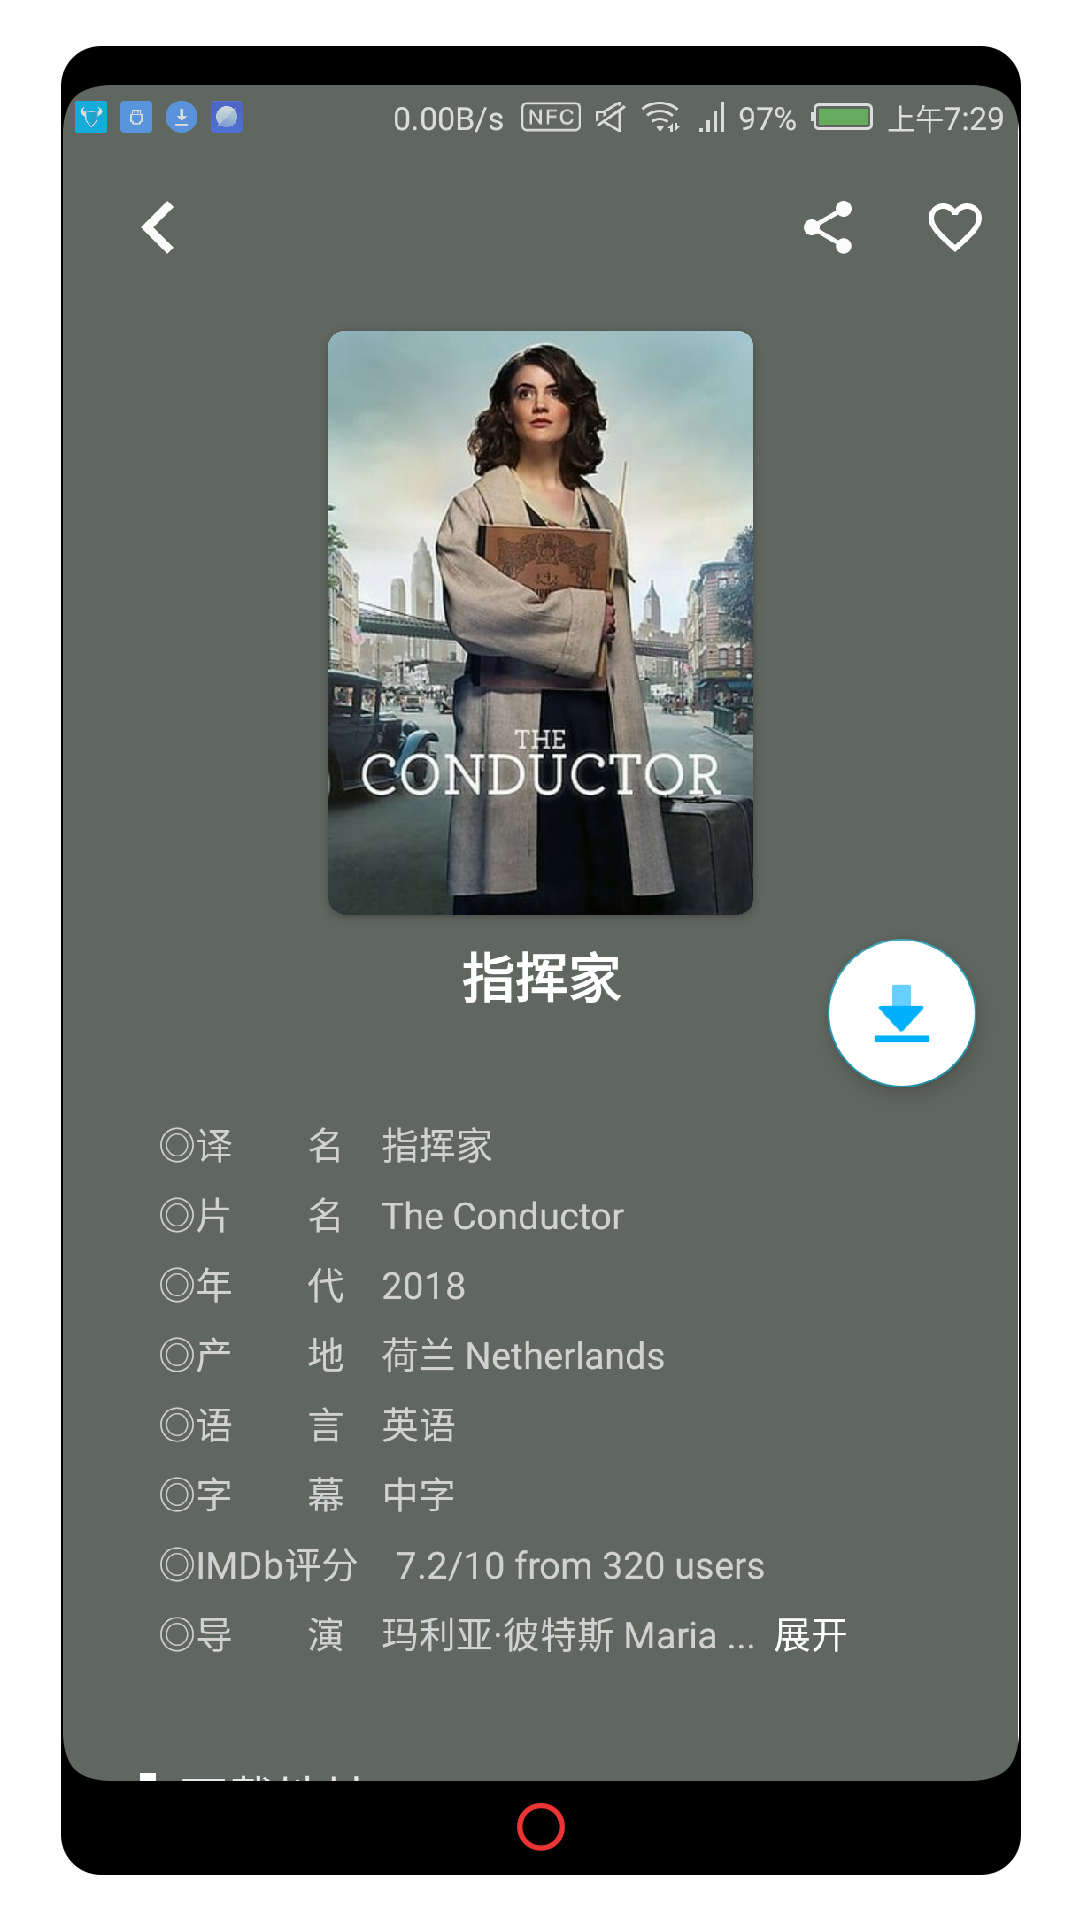 0.00B/s NFC 97% 上午7:29
THE
CONDUCTOR
指挥家
◎译　　名　指挥家
◎片　　名　The Conductor
◎年　　代　2018
◎产　　地　荷兰 Netherlands
◎语　　言　英语
◎字　　幕　中字
◎IMDb评分　7.2/10 from 320 users
◎导　　演　玛利亚·彼特斯 Maria ... 展开